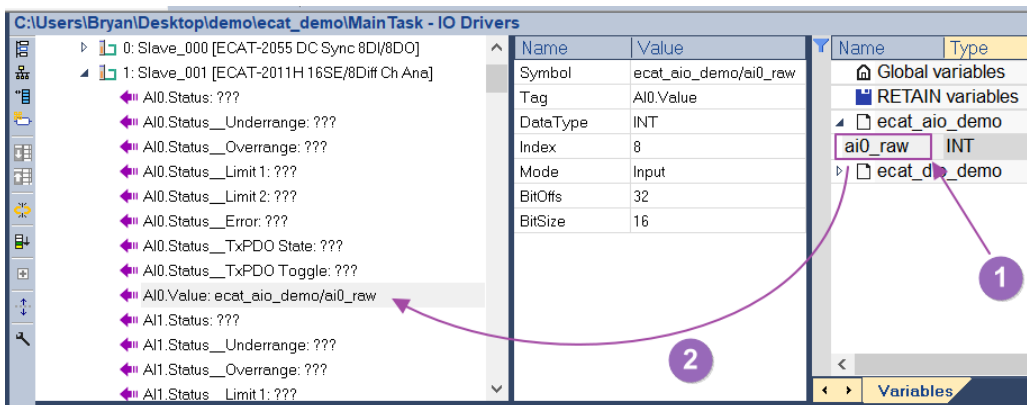 C:\Users\Bryan\Desktop\demo\ecat_demo\MainTask - IO Drivers
0: Slave_000 [ECAT-2055 DC Sync 8DI/8DO]
1: Slave_001 [ECAT-2011H 16SE/8Diff Ch Ana]
AI0.Status: ???
AI0.Status__Underrange: ???
AI0.Status__Overrange: ???
AI0.Status__Limit 1: ???
AI0.Status__Limit 2: ???
AI0.Status__Error: ???
AI0.Status__TxPDO State: ???
AI0.Status__TxPDO Toggle: ???
AI0.Value: ecat_aio_demo/ai0_raw
AI1.Status: ???
AI1.Status__Underrange: ???
AI1.Status__Overrange: ???
AI1.Status__Limit 1: ???
Name Value
Symbol ecat_aio_demo/ai0_raw
Tag AI0.Value
DataType INT
Index 8
Mode Input
BitOffs 32
BitSize 16
Name Type
Global variables
RETAIN variables
ecat_aio_demo
ai0_raw INT
ecat_dio_demo
1
2
Variables